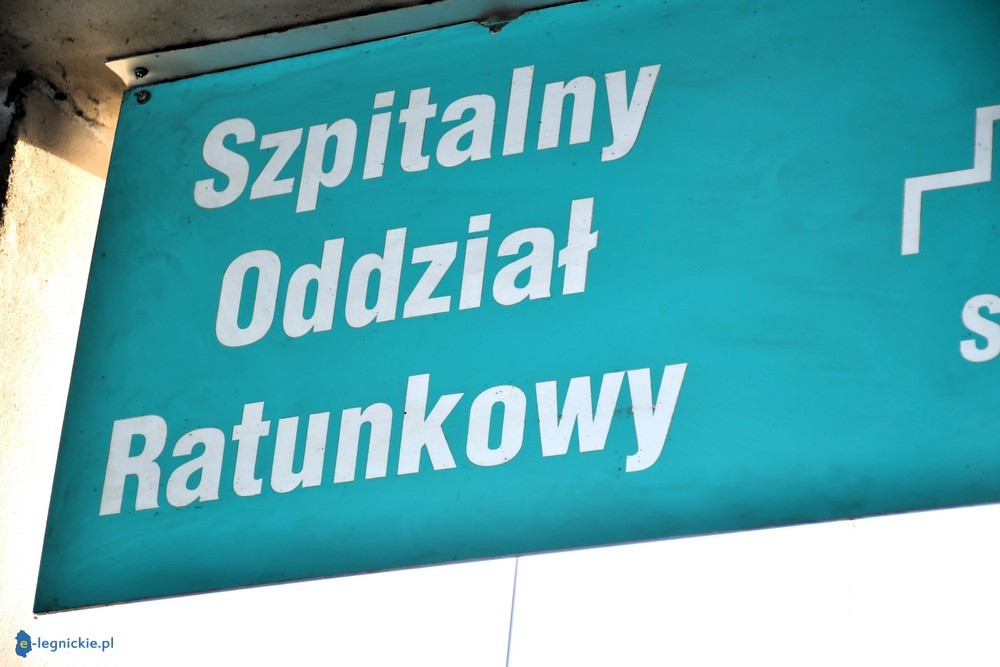 Szpitalny
Oddział
Ratunkowy
e-legnickie.pl